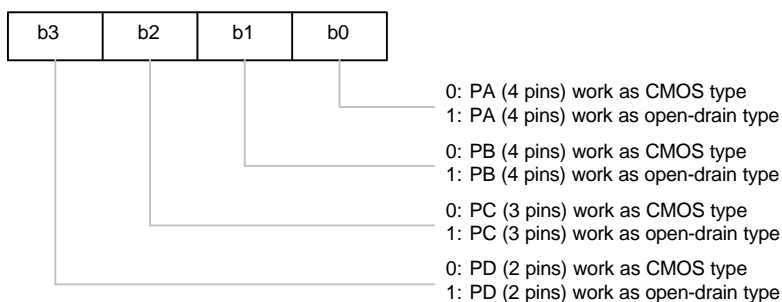 b3 b2 b1 b0
0: PA (4 pins) work as CMOS type
1: PA (4 pins) work as open-drain type
0: PB (4 pins) work as CMOS type
1: PB (4 pins) work as open-drain type
0: PC (3 pins) work as CMOS type
1: PC (3 pins) work as open-drain type
0: PD (2 pins) work as CMOS type
1: PD (2 pins) work as open-drain type